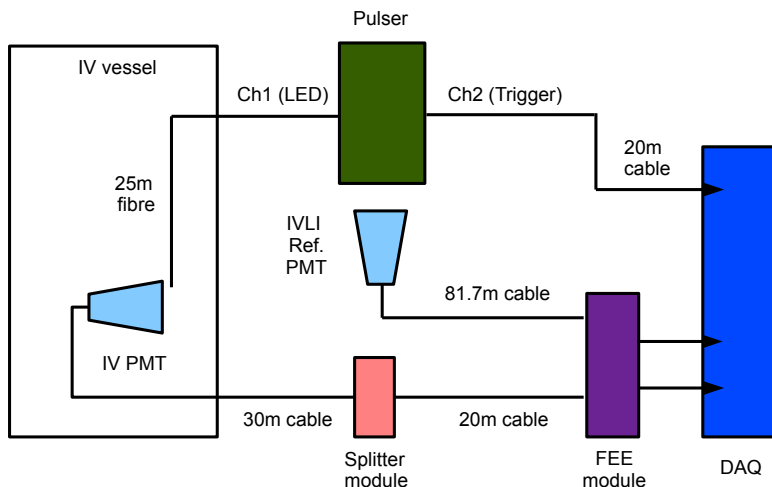 Pulser
IV vessel
Ch1 (LED)
Ch2 (Trigger)
20m
cable
25m
fibre
IVLI
Ref.
PMT
81.7m cable
IV PMT
30m cable
20m cable
Splitter
module
FEE
module
DAQ